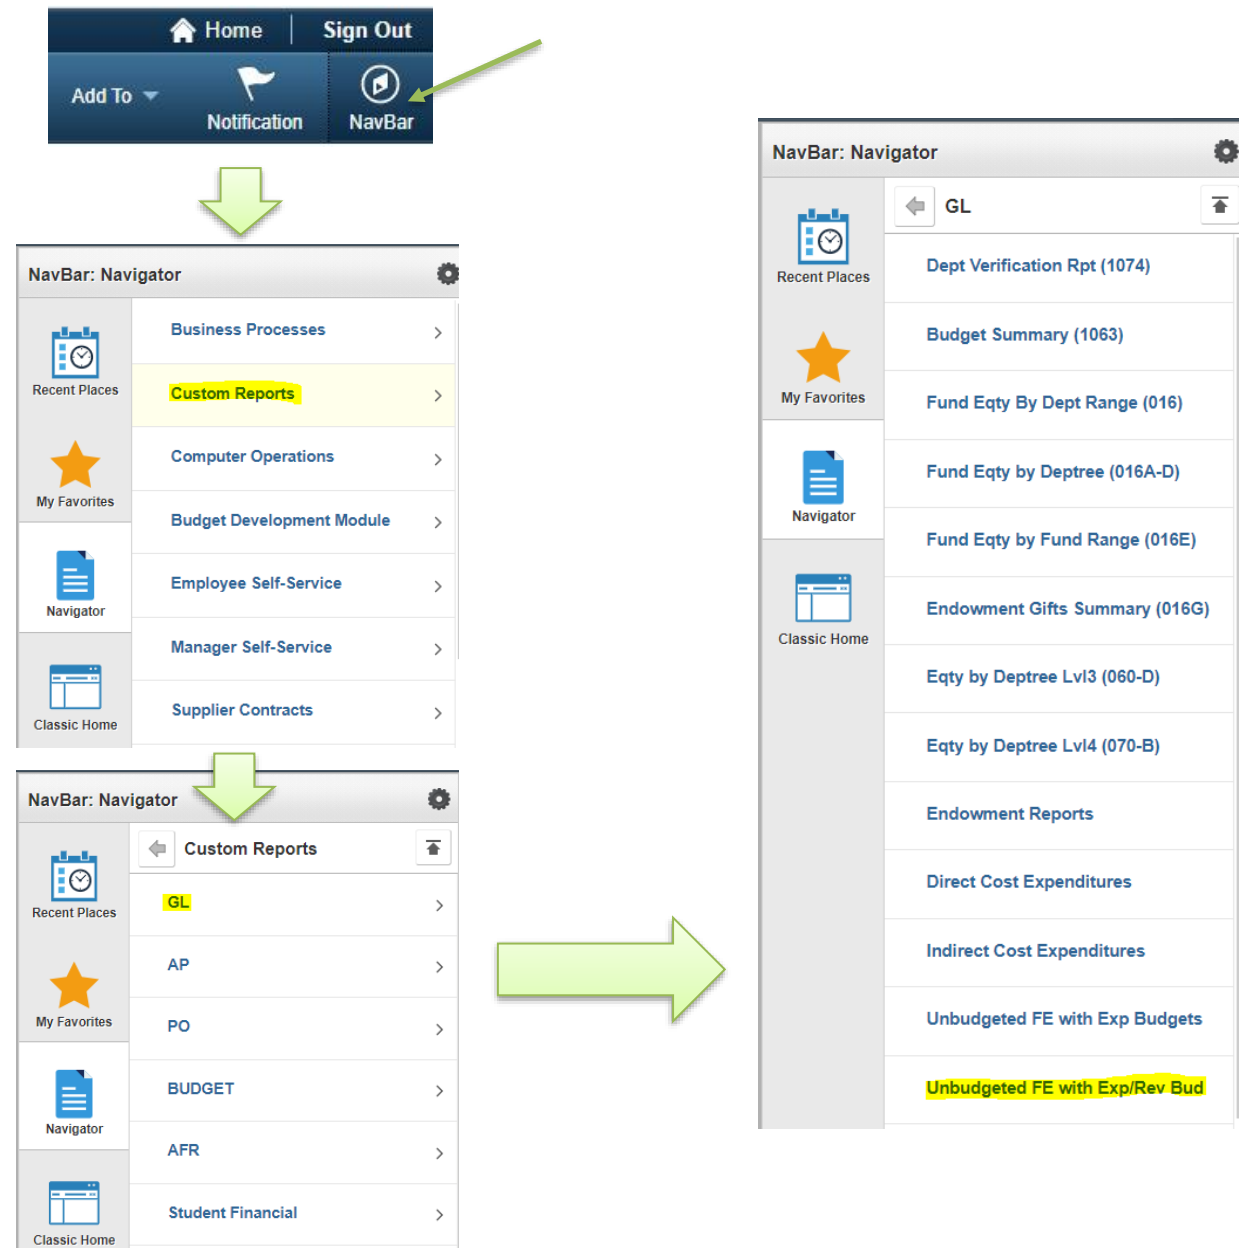 Home
Sign Out
Add To
Notification
NavBar
NavBar: Navigator
Recent Places
My Favorites
Navigator
Classic Home
Business Processes
Custom Reports
Computer Operations
Budget Development Module
Employee Self-Service
Manager Self-Service
Supplier Contracts
NavBar: Navigator
Recent Places
My Favorites
Navigator
Classic Home
Custom Reports
GL
AP
PO
BUDGET
AFR
Student Financial
NavBar: Navigator
Recent Places
My Favorites
Navigator
Classic Home
GL
Dept Verification Rpt (1074)
Budget Summary (1063)
Fund Eqty By Dept Range (016)
Fund Eqty by Deptree (016A-D)
Fund Eqty by Fund Range (016E)
Endowment Gifts Summary (016G)
Eqty by Deptree Lvl3 (060-D)
Eqty by Deptree Lvl4 (070-B)
Endowment Reports
Direct Cost Expenditures
Indirect Cost Expenditures
Unbudgeted FE with Exp Budgets
Unbudgeted FE with Exp/Rev Bud